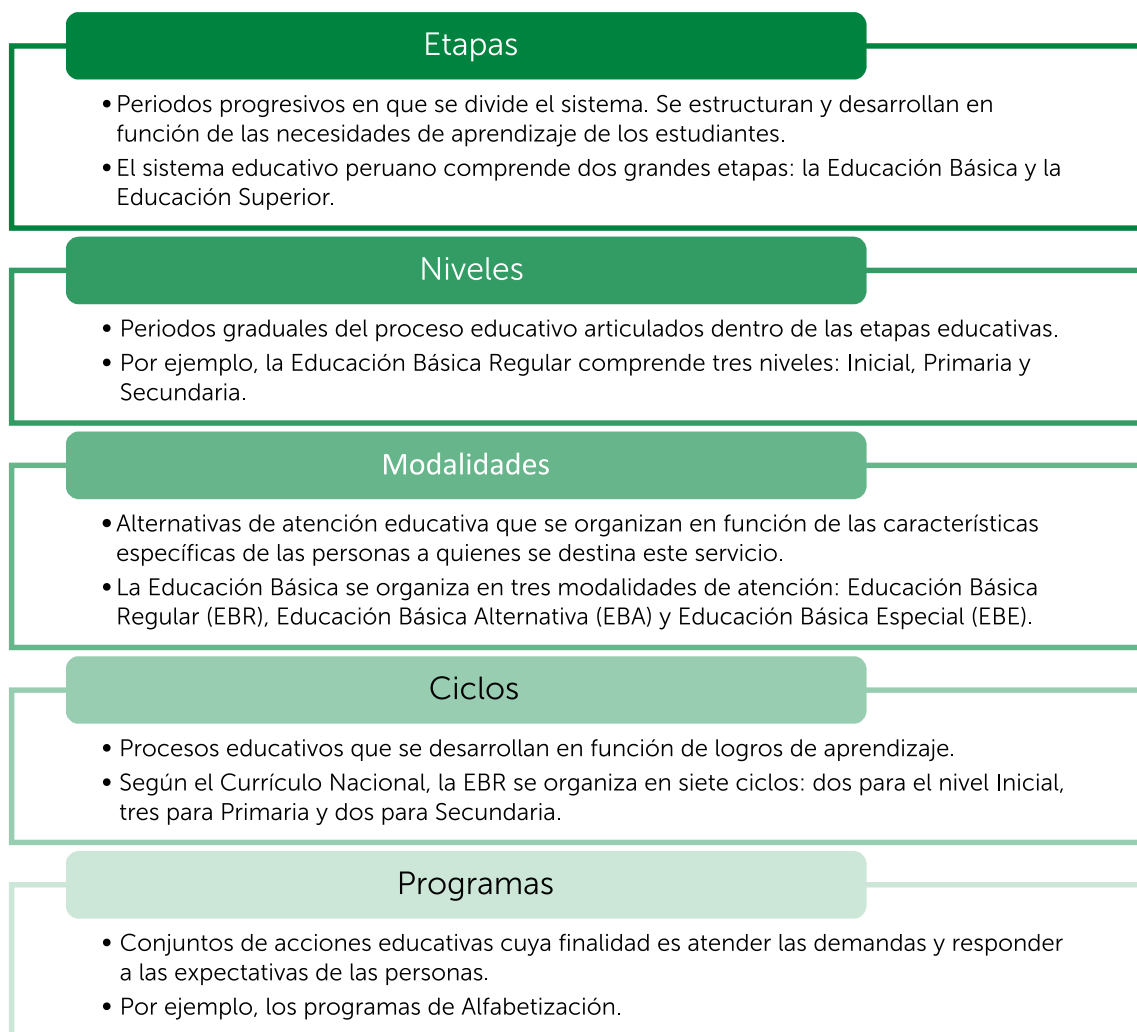 Etapas
• Periodos progresivos en que se divide el sistema. Se estructuran y desarrollan en
función de las necesidades de aprendizaje de los estudiantes.
• El sistema educativo peruano comprende dos grandes etapas: la Educación Básica y la
Educación Superior.
Niveles
• Periodos graduales del proceso educativo articulados dentro de las etapas educativas.
• Por ejemplo, la Educación Básica Regular comprende tres niveles: Inicial, Primaria y
Secundaria.
Modalidades
• Alternativas de atención educativa que se organizan en función de las características
específicas de las personas a quienes se destina este servicio.
• La Educación Básica se organiza en tres modalidades de atención: Educación Básica
Regular (EBR), Educación Básica Alternativa (EBA) y Educación Básica Especial (EBE).
Ciclos
• Procesos educativos que se desarrollan en función de logros de aprendizaje.
• Según el Currículo Nacional, la EBR se organiza en siete ciclos: dos para el nivel Inicial,
tres para Primaria y dos para Secundaria.
Programas
• Conjuntos de acciones educativas cuya finalidad es atender las demandas y responder
a las expectativas de las personas.
• Por ejemplo, los programas de Alfabetización.